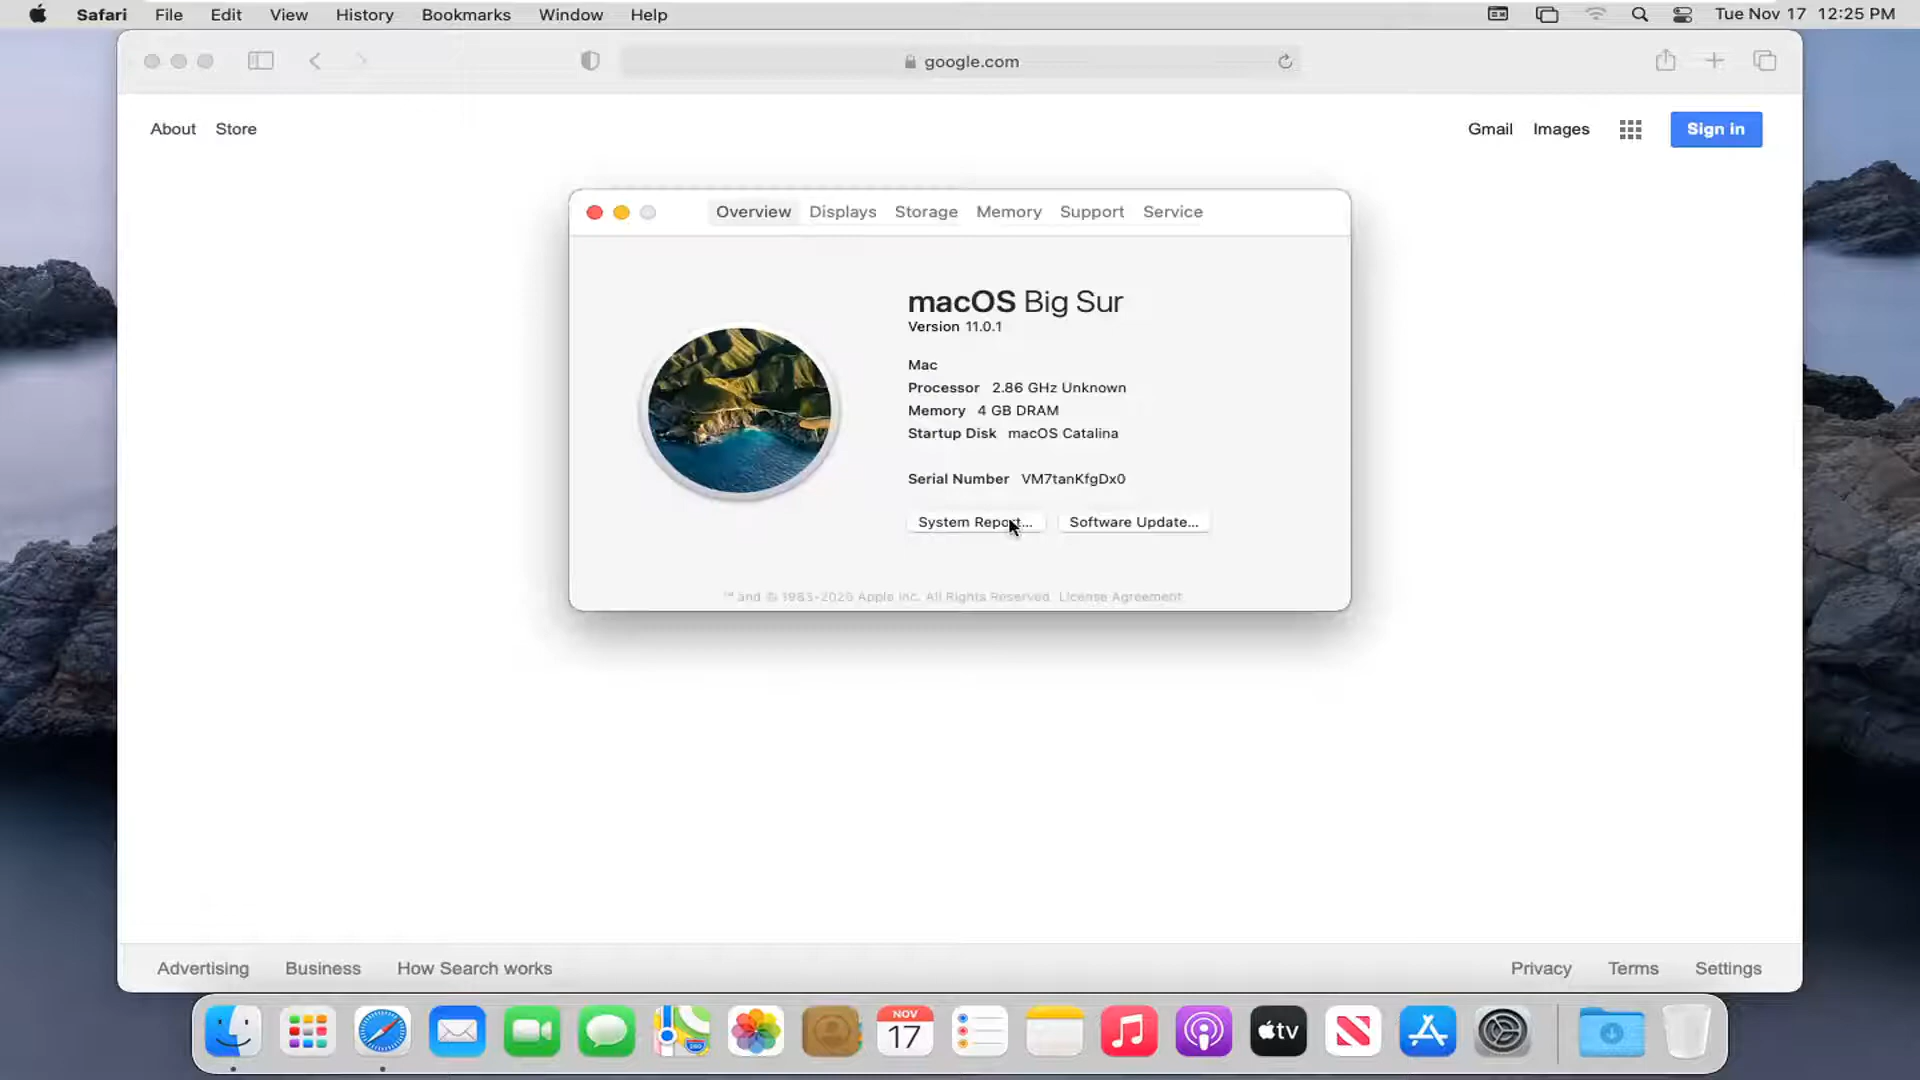 Safari File Edit View History Bookmarks Window Help Tue Nov 17 12:25 PM
google.com
About Store Gmail Images Sign in
Overview Displays Storage Memory Support Service
macOS Big Sur
Version 11.0.1
Mac
Processor 2.86 GHz Unknown
Memory 4 GB DRAM
Startup Disk macOS Catalina
Serial Number VM7tanKfgDx0
System Report... Software Update...
™ and © 1983-2020 Apple Inc. All Rights Reserved. License Agreement
Advertising Business How Search works Privacy Terms Settings
NOV
17
tv